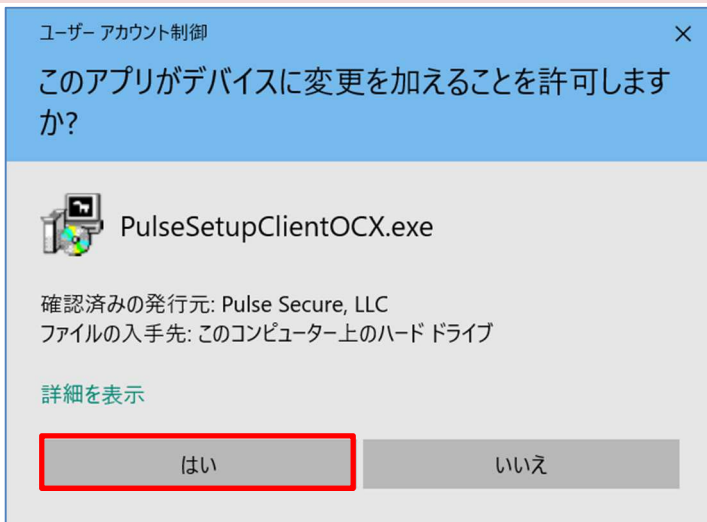 ユーザー アカウント制御
このアプリがデバイスに変更を加えることを許可します
か?
PulseSetupClientOCX.exe
確認済みの発行元: Pulse Secure, LLC
ファイルの入手先: このコンピューター上のハード ドライブ
詳細を表示
はい
いいえ